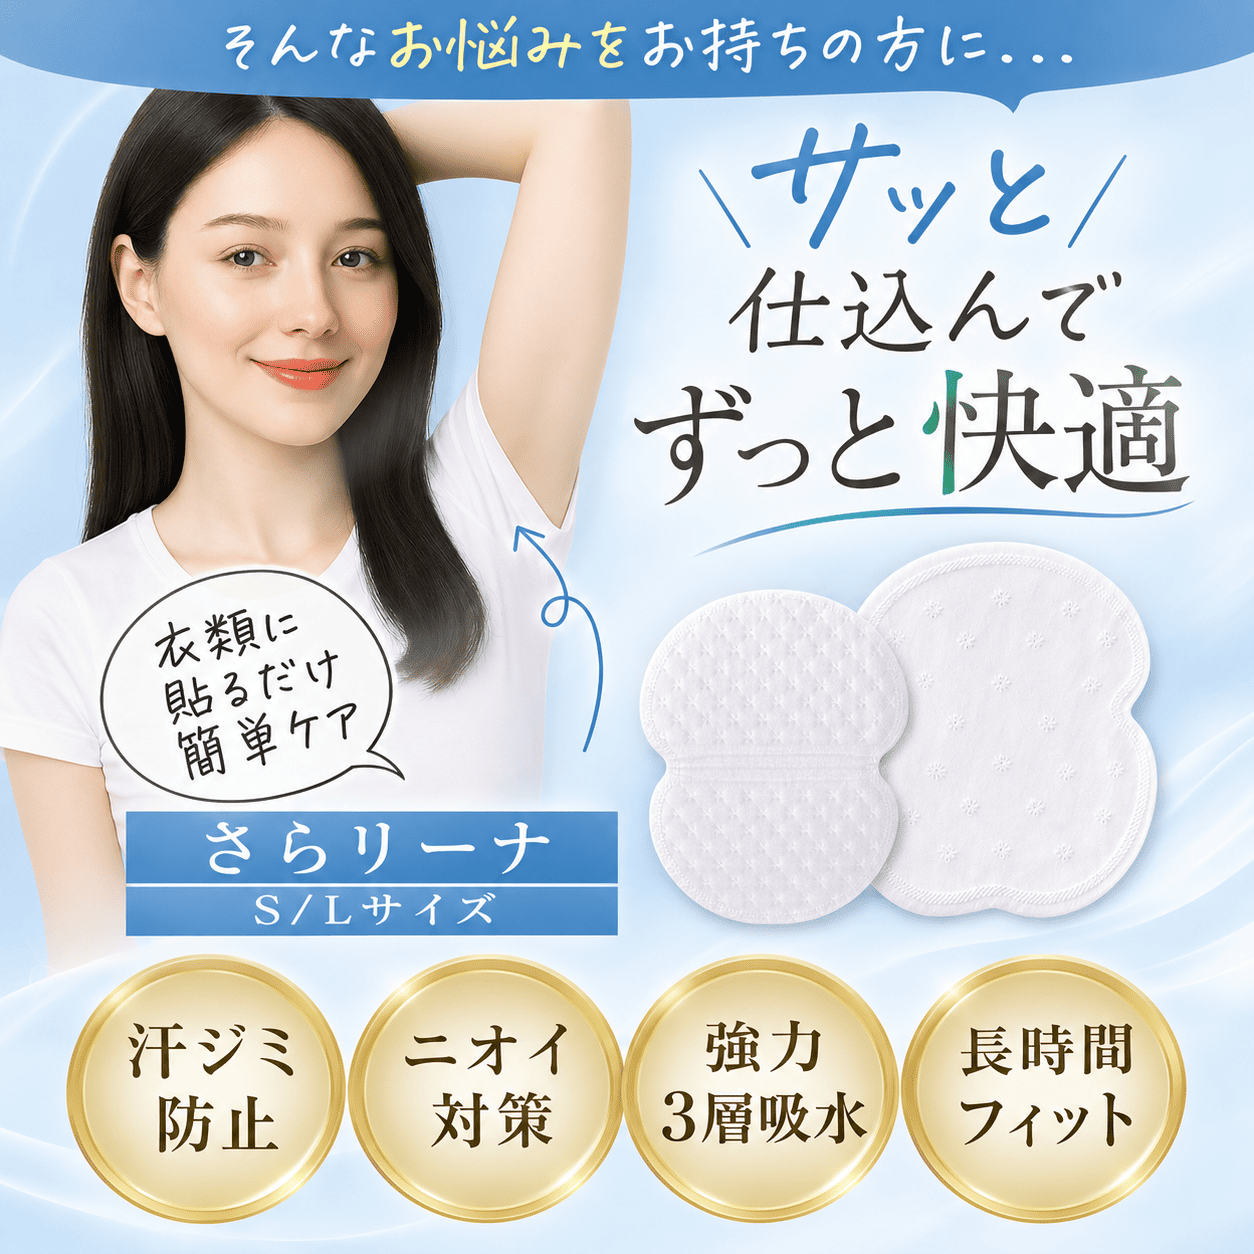 そんなお悩みをお持ちの方に...
サッと
仕込んで
ずっと快適
衣類に
貼るだけ
簡単ケア
さらリーナ
S/Lサイズ
汗ジミ
防止
ニオイ
対策
強力
3層吸水
長時間
フィット